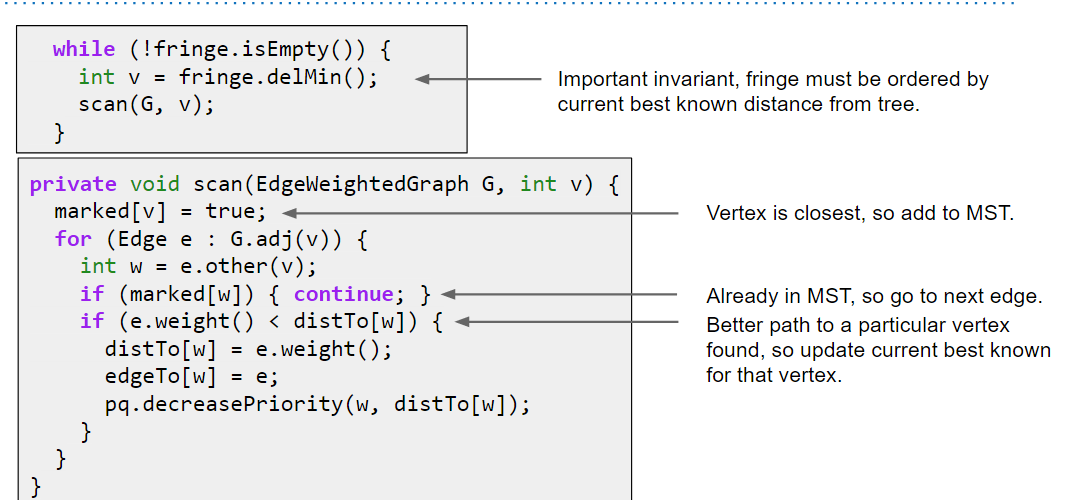 while (!fringe.isEmpty()) {
int v = fringe.delMin();
scan(G, v);
}
Important invariant, fringe must be ordered by
current best known distance from tree.
private void scan(EdgeWeightedGraph G, int v) {
marked[v] = true;
Vertex is closest, so add to MST.
for (Edge e : G.adj(v)) {
int w = e.other(v);
if (marked[w]) { continue; }
Already in MST, so go to next edge.
if (e.weight() < distTo[w]) {
Better path to a particular vertex
found, so update current best known
for that vertex.
distTo[w] = e.weight();
edgeTo[w] = e;
pq.decreasePriority(w, distTo[w]);
}
}
}